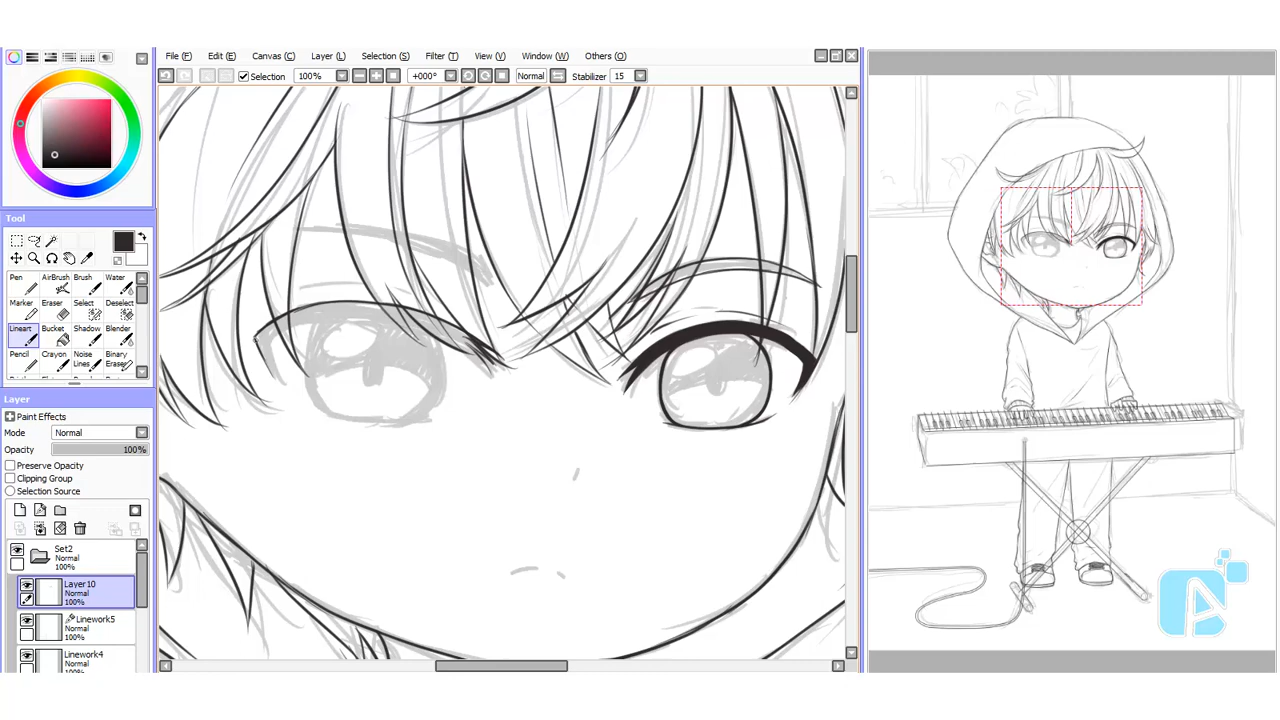 File (F) Edit (E) Canvas (C) Layer (L) Selection (S) Filter (T) View (V) Window (W) Others (O)
Selection 100% +000° Normal Stabilizer 15
Tool
Pen AirBrush Brush Water
Marker Eraser Select Deselect
Lineart Bucket Shadow Blender
Pencil Crayon Noise Lines Binary Eraser
Layer
Paint Effects
Mode Normal
Opacity 100%
Preserve Opacity
Clipping Group
Selection Source
Set2
Normal
100%
Layer10
Normal
100%
Linework5
Normal
100%
Linework4
Normal
100%